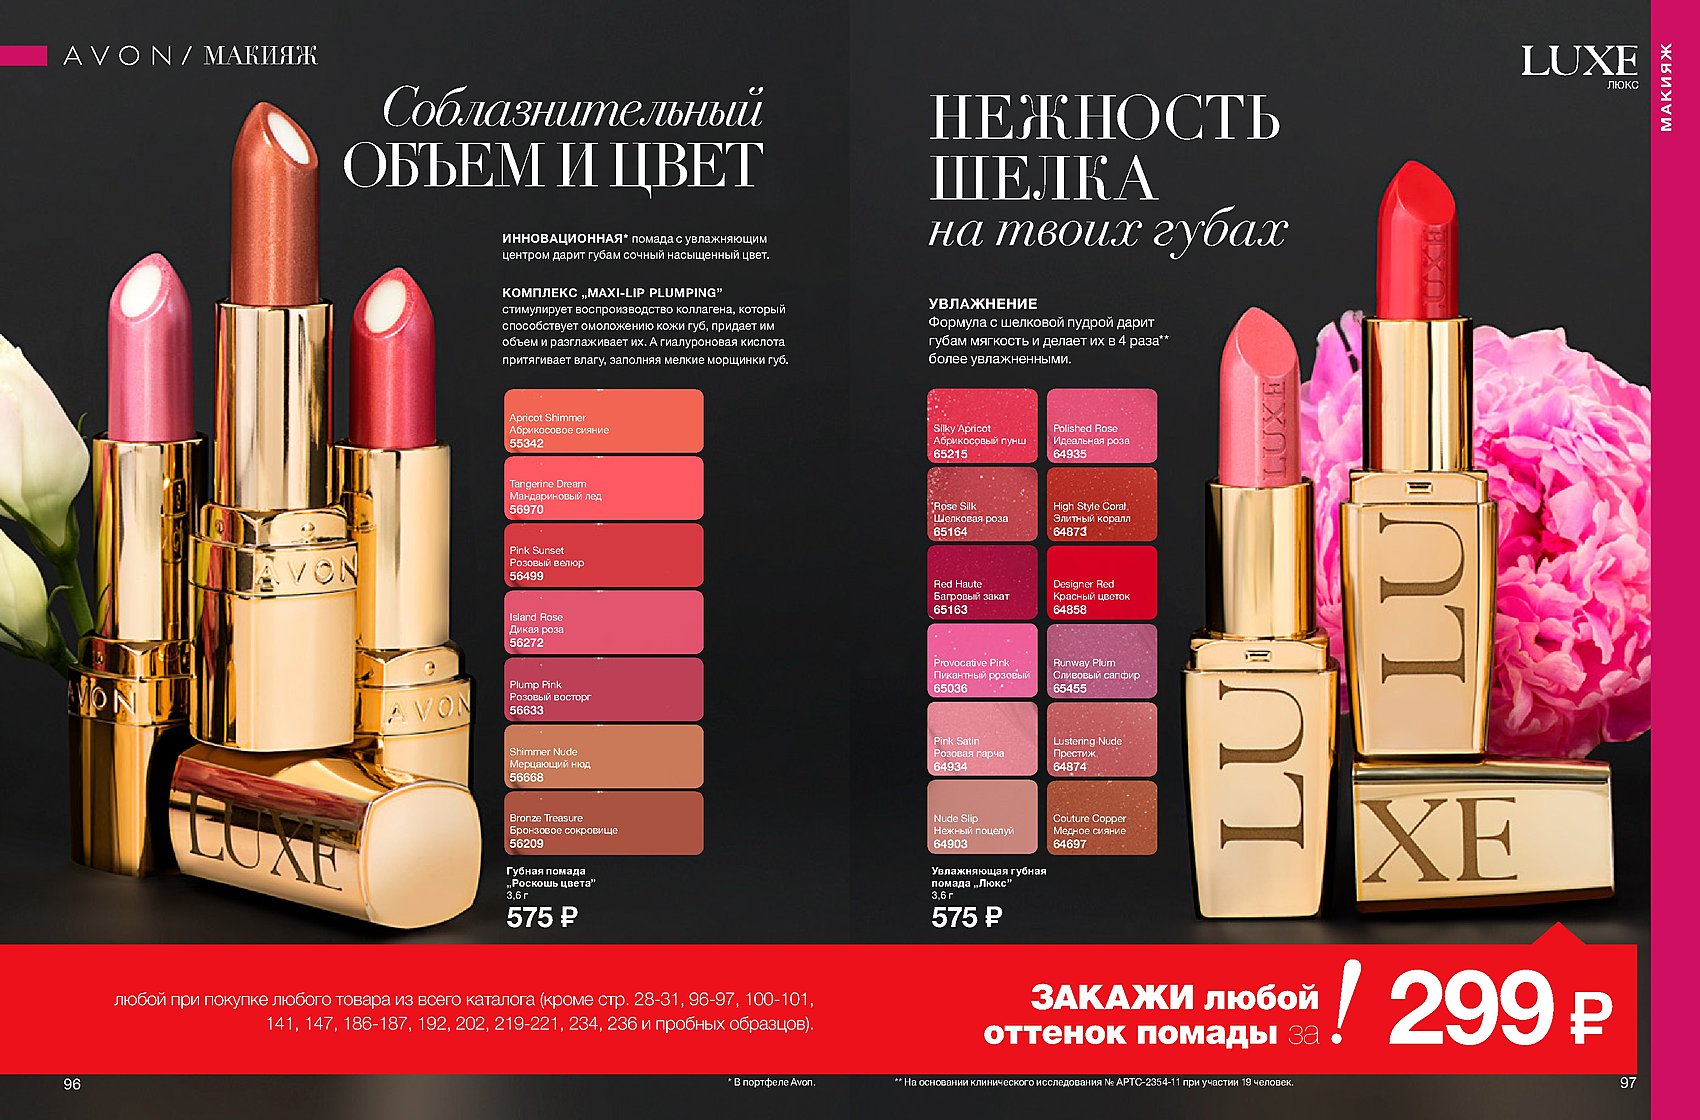 AVON / МАКИЯЖ
Соблазнительный
ОБЪЕМ И ЦВЕТ
ИННОВАЦИОННАЯ* помада с увлажняющим
центром дарит губам сочный насыщенный цвет.
КОМПЛЕКС „MAXI-LIP PLUMPING”
стимулирует воспроизводство коллагена, который
способствует омоложению кожи губ, придает им
объем и разглаживает их. А гиалуроновая кислота
притягивает влагу, заполняя мелкие морщинки губ.
Apricot Shimmer
Абрикосовое сияние
55342
Tangerine Dream
Мандариновый лед
56970
Pink Sunset
Розовый велюр
56499
Island Rose
Дикая роза
56272
Plump Pink
Розовый восторг
56633
Shimmer Nude
Мерцающий нюд
56668
Bronze Treasure
Бронзовое сокровище
56209
Губная помада
„Роскошь цвета”
3,6 г
575 ₽
AVON
AVON
AVON
LUXE
LUXE
ЛЮКС
МАКИЯЖ
НЕЖНОСТЬ
ШЕЛКА
на твоих губах
УВЛАЖНЕНИЕ
Формула с шелковой пудрой дарит
губам мягкость и делает их в 4 раза**
более увлажненными.
Silky Apricot
Абрикосовый пунш
65215
Polished Rose
Идеальная роза
64935
Rose Silk
Шелковая роза
65164
High Style Coral
Элитный коралл
64873
Red Haute
Багровый закат
65163
Designer Red
Красный цветок
64858
Provocative Pink
Пикантный розовый
65036
Runway Plum
Сливовый сапфир
65455
Pink Satin
Розовая парча
64934
Lustering Nude
Престиж
64874
Nude Slip
Нежный поцелуй
64903
Couture Copper
Медное сияние
64697
Увлажняющая губная
помада „Люкс”
3,6 г
575 ₽
LUXE
LUXE
LU
LU
XE
любой при покупке любого товара из всего каталога (кроме стр. 28-31, 96-97, 100-101,
141, 147, 186-187, 192, 202, 219-221, 234, 236 и пробных образцов).
ЗАКАЖИ любой
оттенок помады за
! 299 ₽
96
* В портфеле Avon.
** На основании клинического исследования № АРТС-2354-11 при участии 19 человек.
97